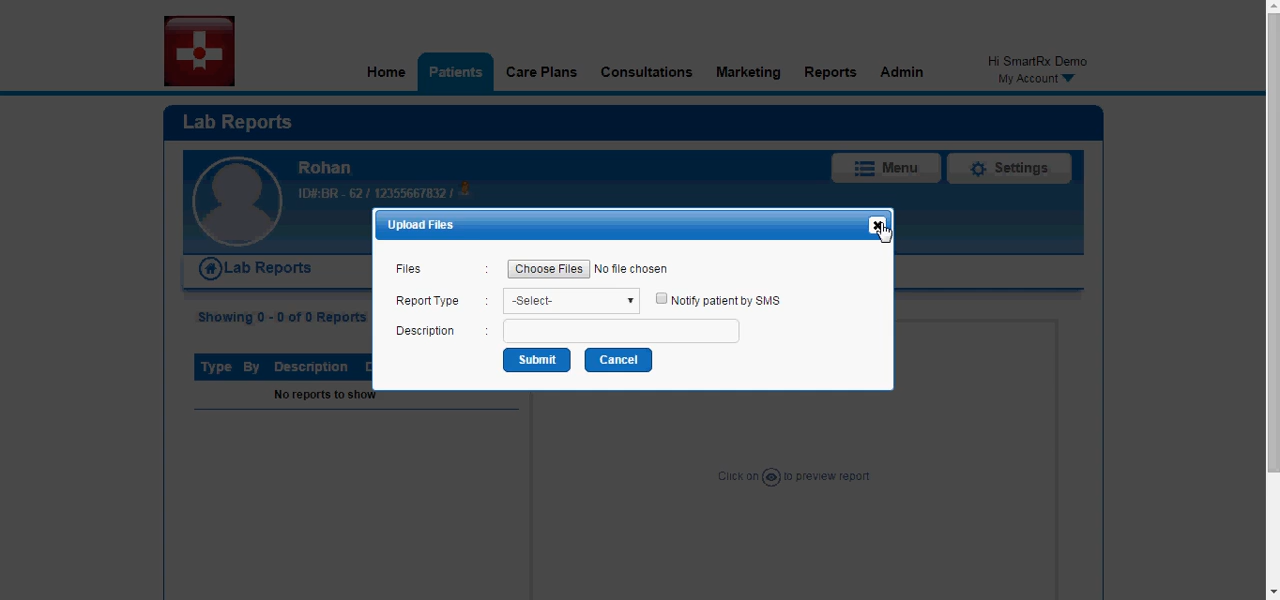 Home Patients Care Plans Consultations Marketing Reports Admin
Hi SmartRx Demo
My Account
Lab Reports
Rohan
ID#:BR - 62 / 12355667832 /
Menu
Settings
Upload Files
Files : Choose Files No file chosen
Report Type : -Select- Notify patient by SMS
Description :
Submit Cancel
Lab Reports
Showing 0 - 0 of 0 Reports
Type By Description
No reports to show
Click on to preview report